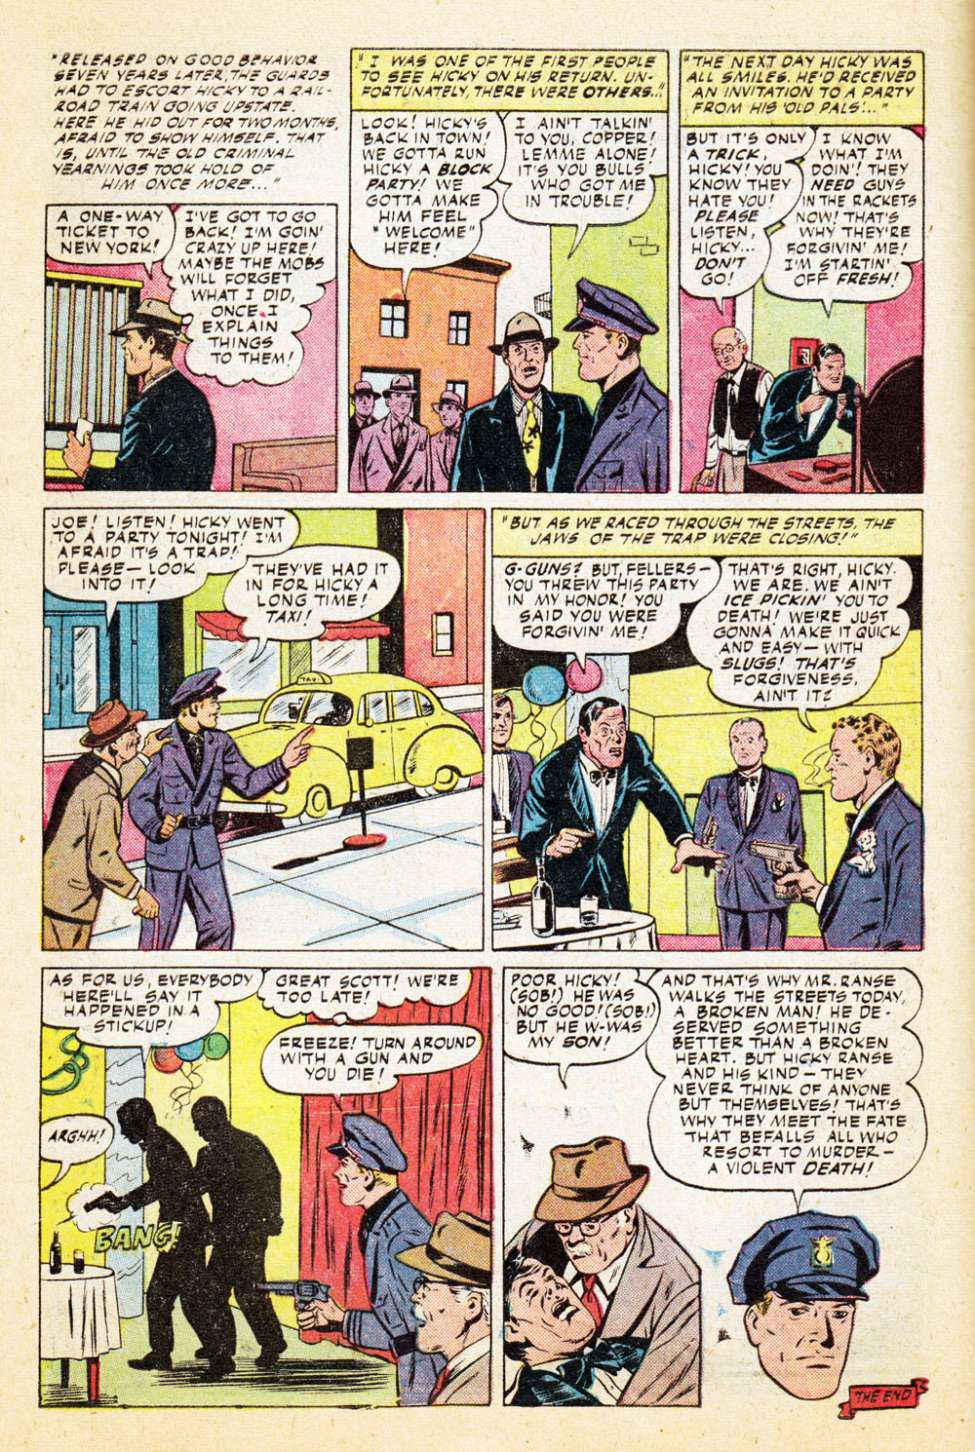 "RELEASED ON GOOD BEHAVIOR
SEVEN YEARS LATER, THE GUARDS
HAD TO ESCORT HICKY TO A RAIL-
ROAD TRAIN GOING UPSTATE.
HERE HE HID OUT FOR TWO MONTHS,
AFRAID TO SHOW HIMSELF. THAT
IS, UNTIL THE OLD CRIMINAL
YEARNINGS TOOK HOLD OF
HIM ONCE MORE..."
A ONE-WAY
TICKET TO
NEW YORK!
I'VE GOT TO GO
BACK! I'M GOIN'
CRAZY UP HERE!
MAYBE THE MOBS
WILL FORGET
WHAT I DID,
ONCE I
EXPLAIN
THINGS
TO THEM!
"I WAS ONE OF THE FIRST PEOPLE
TO SEE HICKY ON HIS RETURN. UN-
FORTUNATELY, THERE WERE OTHERS..."
LOOK! HICKY'S
BACK IN TOWN!
WE GOTTA RUN
HICKY A BLOCK
PARTY! WE
GOTTA MAKE
HIM FEEL
"WELCOME"
HERE!
I AIN'T TALKIN'
TO YOU, COPPER!
LEMME ALONE!
IT'S YOU BULLS
WHO GOT ME
IN TROUBLE!
"THE NEXT DAY HICKY WAS
ALL SMILES. HE'D RECEIVED
AN INVITATION TO A PARTY
FROM HIS 'OLD PALS'..."
BUT IT'S ONLY
A TRICK,
HICKY! YOU
KNOW THEY
HATE YOU!
PLEASE
LISTEN,
HICKY...
DON'T
GO!
I KNOW
WHAT I'M
DOIN'! THEY
NEED GUYS
IN THE RACKETS
NOW! THAT'S
WHY THEY'RE
FORGIVIN' ME!
I'M STARTIN'
OFF FRESH!
JOE! LISTEN! HICKY WENT
TO A PARTY TONIGHT! I'M
AFRAID IT'S A TRAP!
PLEASE— LOOK
INTO IT!
THEY'VE HAD IT
IN FOR HICKY A
LONG TIME!
TAXI!
TAXI
"BUT AS WE RACED THROUGH THE STREETS, THE
JAWS OF THE TRAP WERE CLOSING!"
G-GUNS? BUT, FELLERS—
YOU THREW THIS PARTY
IN MY HONOR! YOU
SAID YOU WERE
FORGIVIN' ME!
THAT'S RIGHT, HICKY.
WE ARE. WE AIN'T
ICE PICKIN' YOU TO
DEATH! WE'RE JUST
GONNA MAKE IT QUICK
AND EASY— WITH
SLUGS! THAT'S
FORGIVENESS,
AIN'T IT?
AS FOR US, EVERYBODY
HERE'LL SAY IT
HAPPENED IN A
STICKUP!
GREAT SCOTT! WE'RE
TOO LATE!
FREEZE! TURN AROUND
WITH A GUN AND
YOU DIE!
ARGHH!
BANG!
POOR HICKY!
(SOB!) HE WAS
NO GOOD! (SOB!)
BUT HE W-WAS
MY SON!
AND THAT'S WHY MR. RANSE
WALKS THE STREETS TODAY,
A BROKEN MAN! HE DE-
SERVED SOMETHING
BETTER THAN A BROKEN
HEART. BUT HICKY RANSE
AND HIS KIND— THEY
NEVER THINK OF ANYONE
BUT THEMSELVES! THAT'S
WHY THEY MEET THE FATE
THAT BEFALLS ALL WHO
RESORT TO MURDER—
A VIOLENT DEATH!
THE END